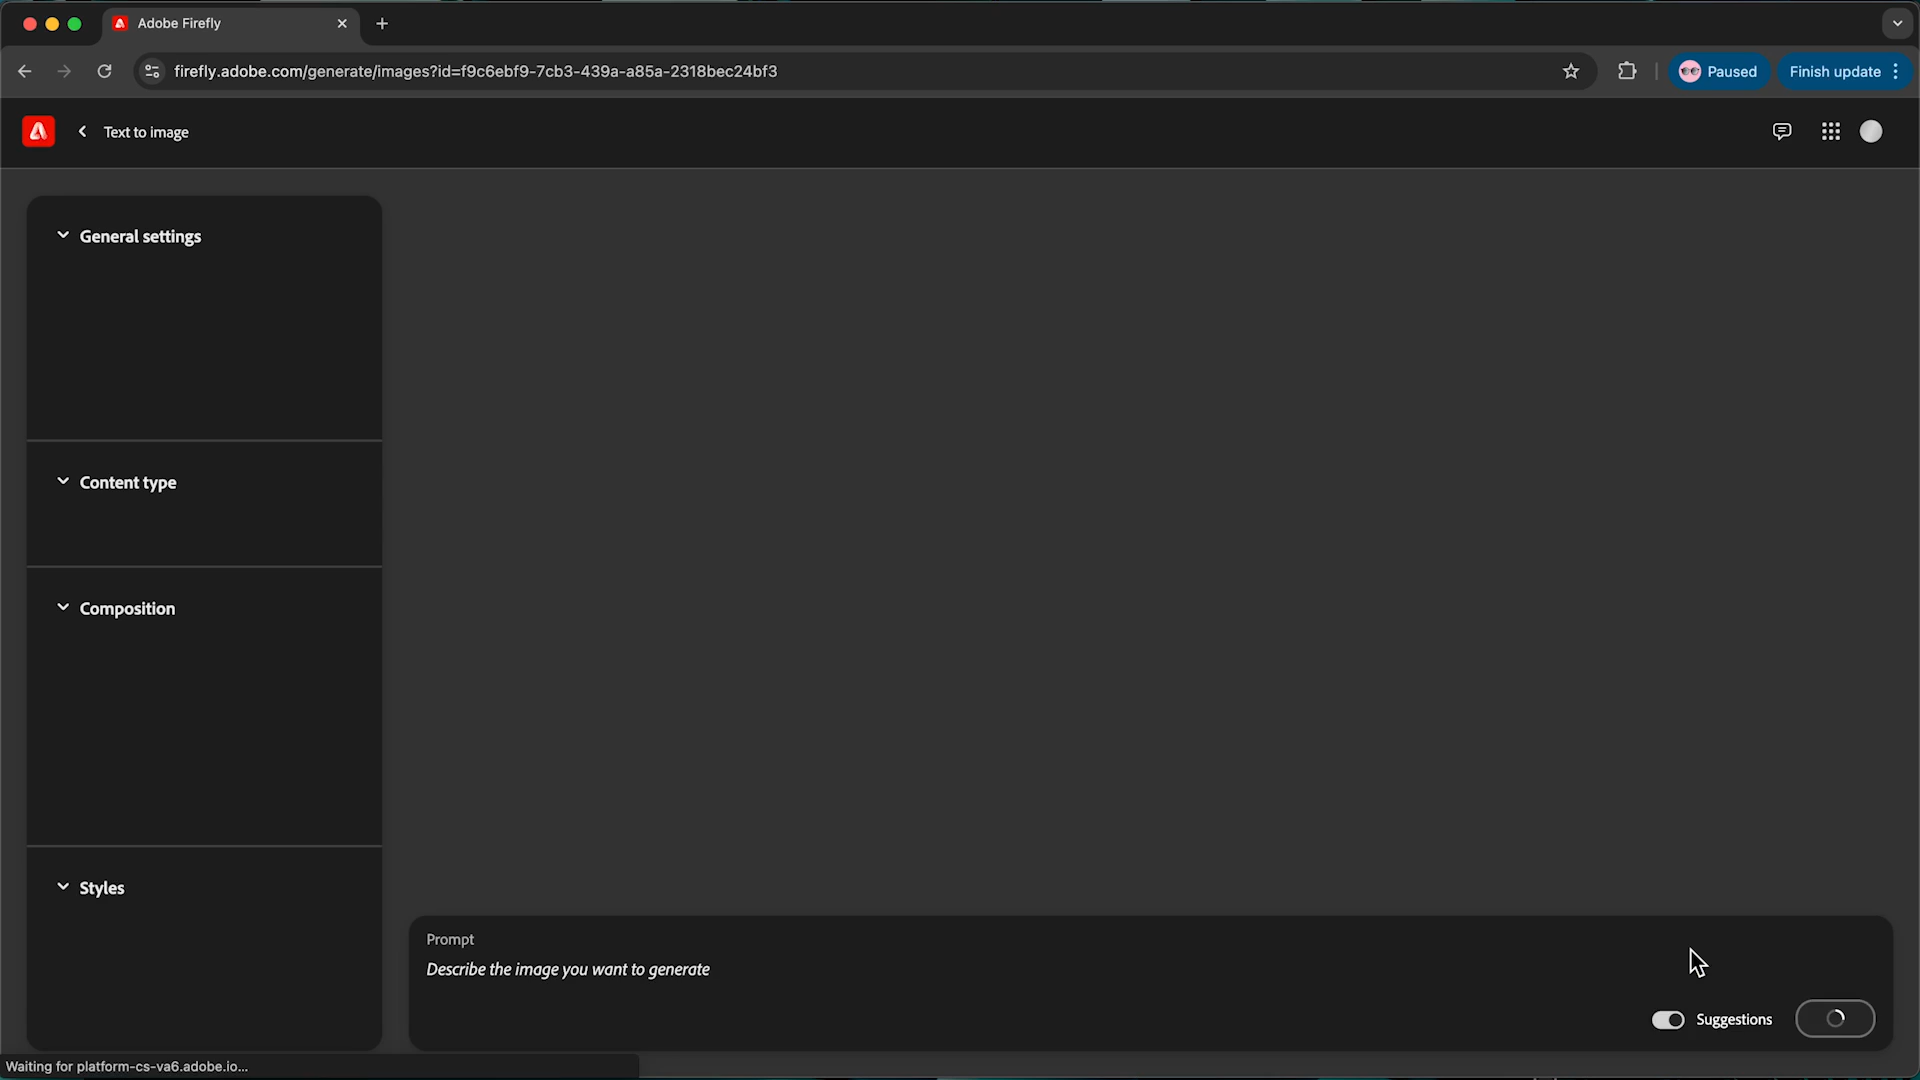 Adobe Firefly
firefly.adobe.com/generate/images?id=f9c6ebf9-7cb3-439a-a85a-2318bec24bf3
Paused
Finish update
Text to image
General settings
Content type
Composition
Styles
Prompt
Describe the image you want to generate
Suggestions
Waiting for platform-cs-va6.adobe.io...